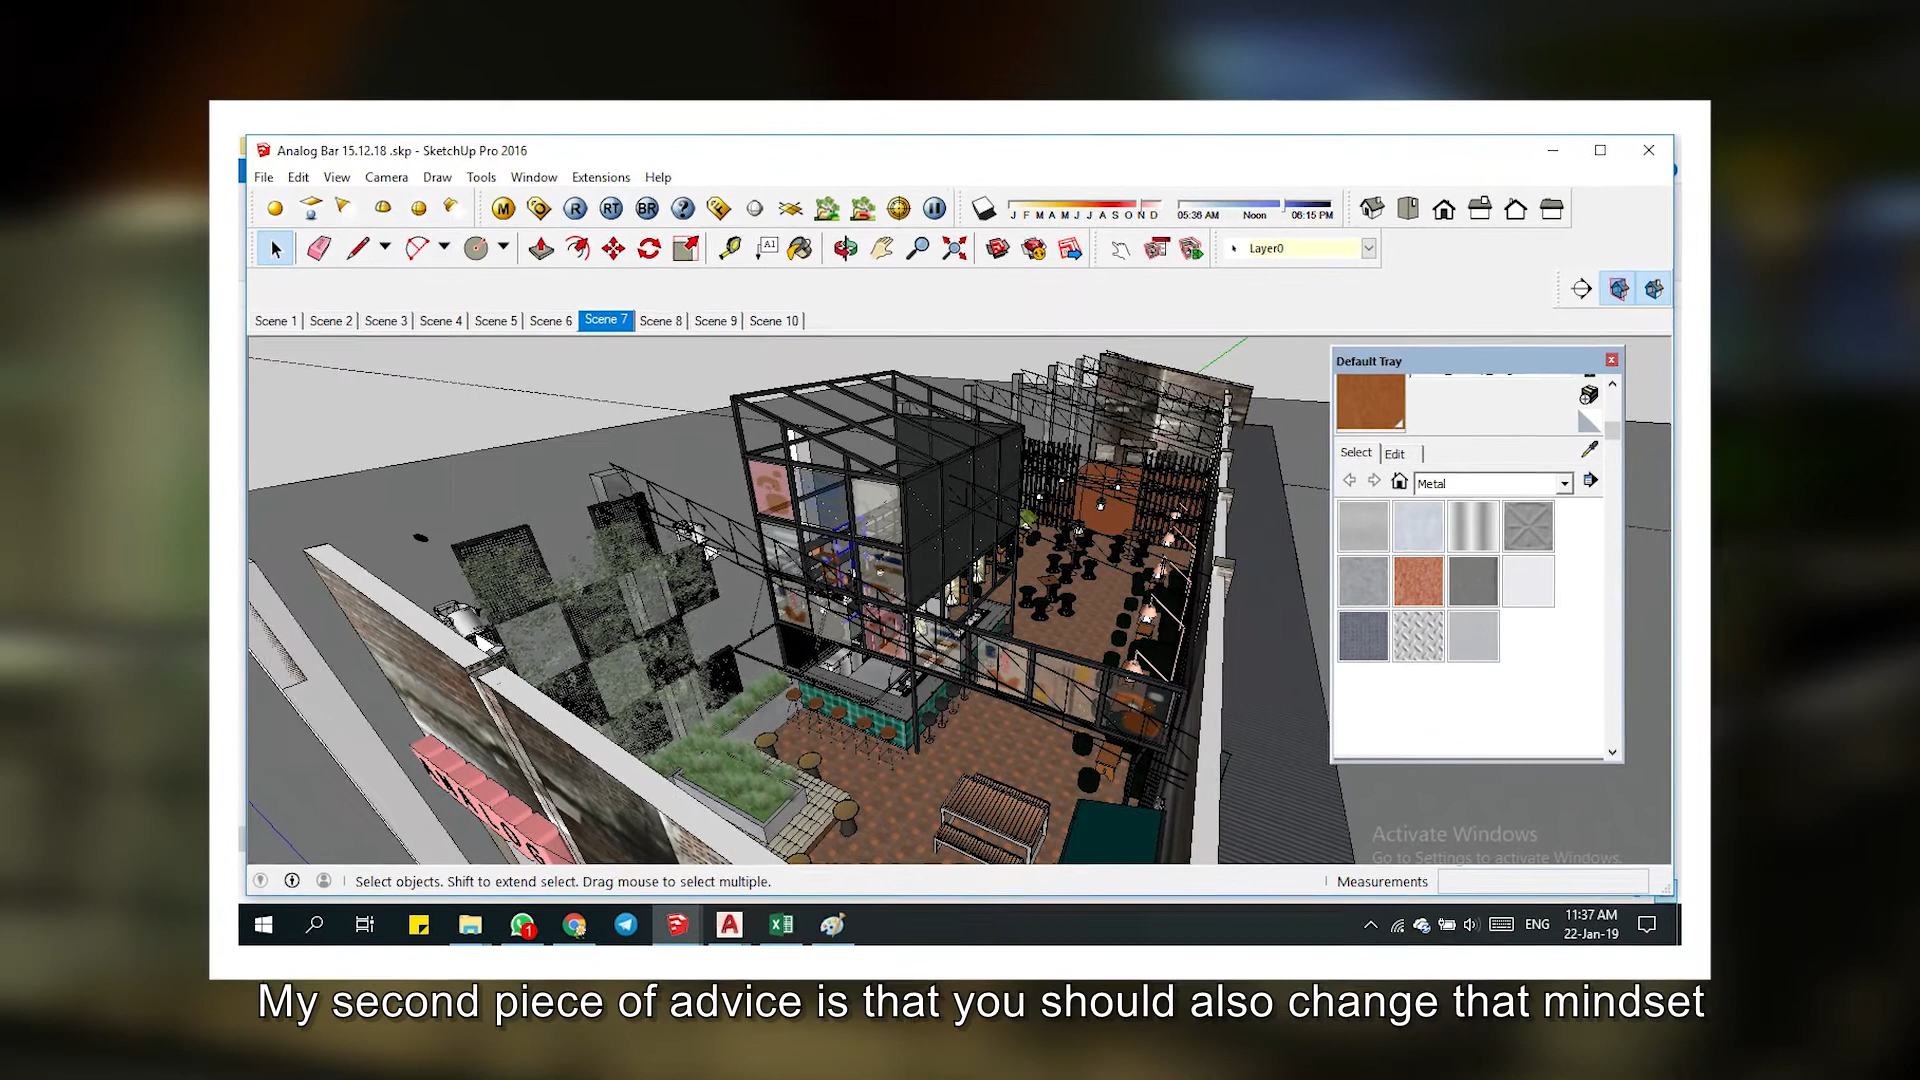 Analog Bar 15.12.18 .skp - SketchUp Pro 2016
File Edit View Camera Draw Tools Window Extensions Help
M R RT BR ? J F M A M J J A S O N D 05:36 AM Noon 06:15 PM
A1 Layer0
Scene 1 Scene 2 Scene 3 Scene 4 Scene 5 Scene 6 Scene 7 Scene 8 Scene 9 Scene 10
Default Tray
Select Edit
Metal
Activate Windows
Go to Settings to activate Windows.
Select objects. Shift to extend select. Drag mouse to select multiple.
Measurements
1 A ENG 11:37 AM
22-Jan-19
My second piece of advice is that you should also change that mindset